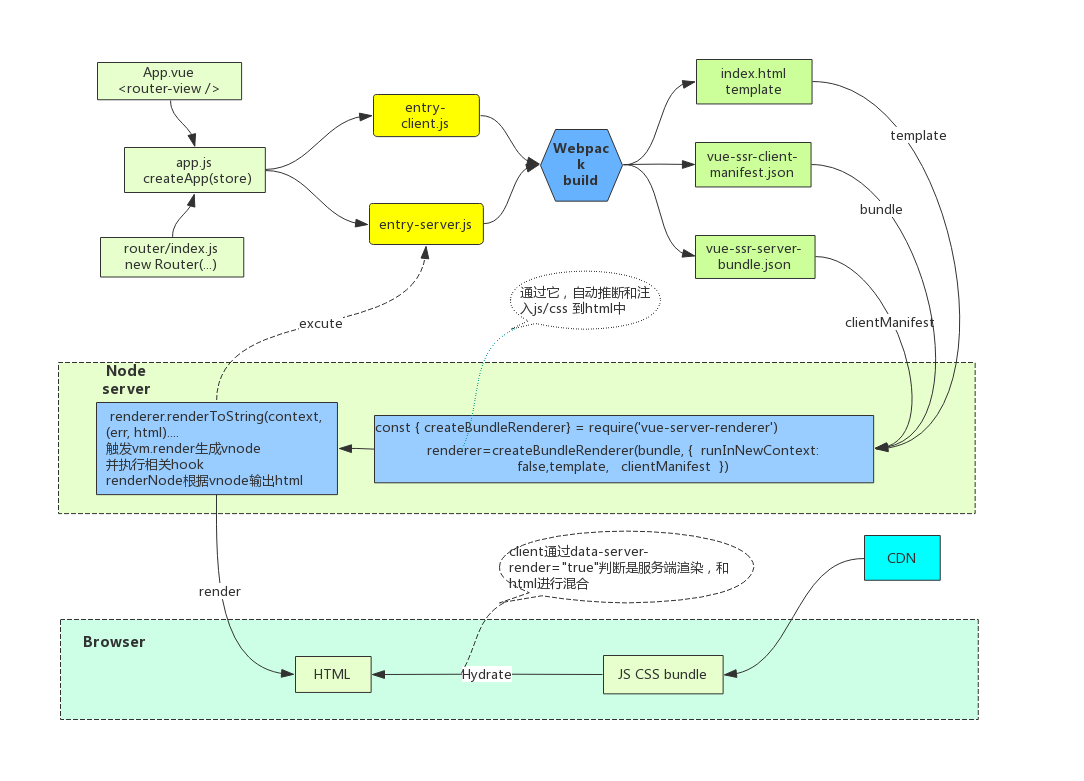 App.vue
<router-view />
app.js
createApp(store)
router/index.js
new Router(...)
entry-
client.js
entry-server.js
Webpac
k
build
index.html
template
vue-ssr-client-
manifest.json
vue-ssr-server-
bundle.json
template
bundle
clientManifest
excute
通过它，自动推断和注
入js/css 到html中
Node
server
renderer.renderToString(context,
(err, html)....
触发vm.render生成vnode
并执行相关hook
renderNode根据vnode输出html
const { createBundleRenderer} = require('vue-server-renderer')
renderer=createBundleRenderer(bundle, { runInNewContext:
false,template, clientManifest })
client通过data-server-
render="true"判断是服务端渲染，和
html进行混合
CDN
render
Browser
HTML
Hydrate
JS CSS bundle